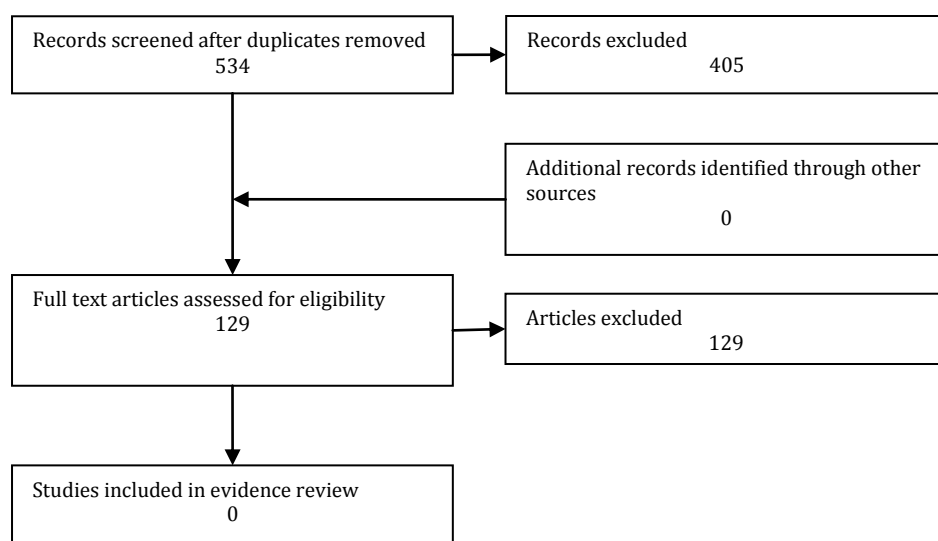 Records screened after duplicates removed
534
Records excluded
405
Additional records identified through other
sources
0
Full text articles assessed for eligibility
129
Articles excluded
129
Studies included in evidence review
0